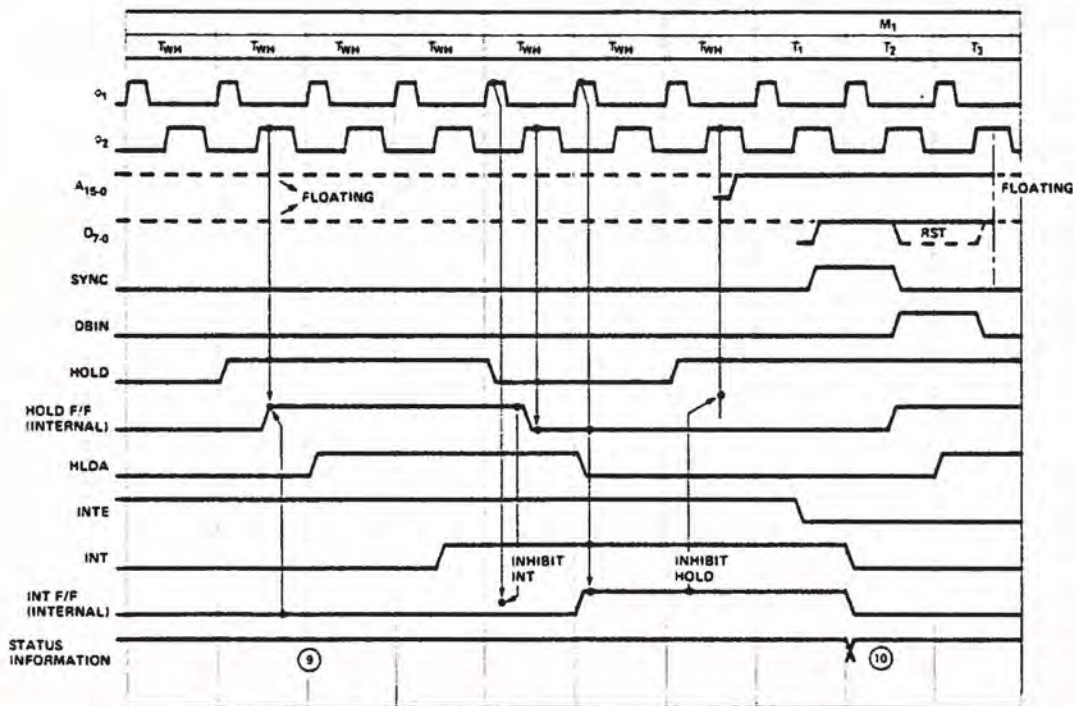 M1
TWH TWH TWH TWH TWH TWH TWH T1 T2 T3
φ1
φ2
A15-0
FLOATING
FLOATING
D7-0
RST
SYNC
DBIN
HOLD
HOLD F/F
(INTERNAL)
HLDA
INTE
INT
INHIBIT
INT
INHIBIT
HOLD
INT F/F
(INTERNAL)
STATUS
INFORMATION
9
10